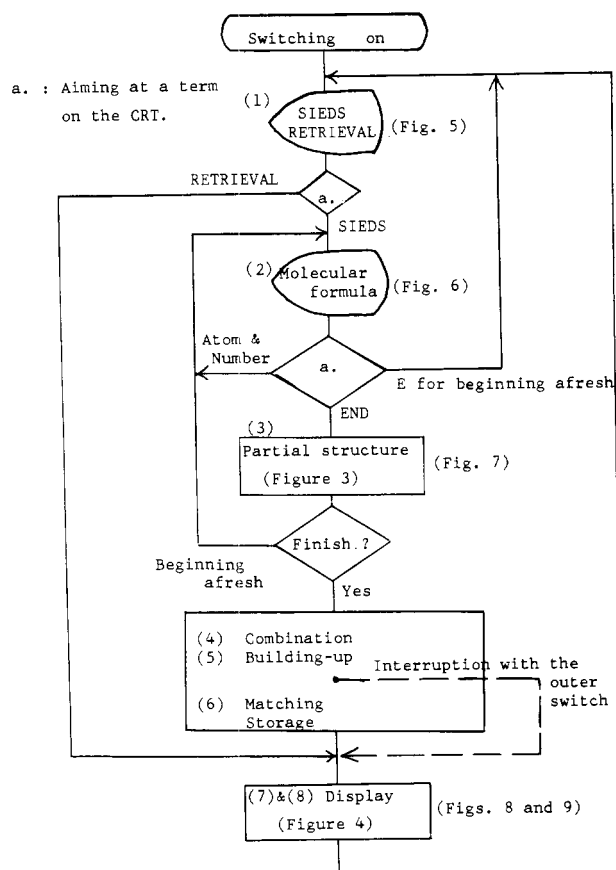 Switching on
a. : Aiming at a term
on the CRT.
(1)
SIEDS
RETRIEVAL
(Fig. 5)
RETRIEVAL
a.
SIEDS
(2)
Molecular
formula
(Fig. 6)
Atom &
Number
a.
E for beginning afresh
END
(3)
Partial structure
(Figure 3)
(Fig. 7)
Finish.?
Beginning
afresh
Yes
(4) Combination
(5) Building-up
Interruption with the
outer
switch
(6) Matching
Storage
(7)&(8) Display
(Figure 4)
(Figs. 8 and 9)